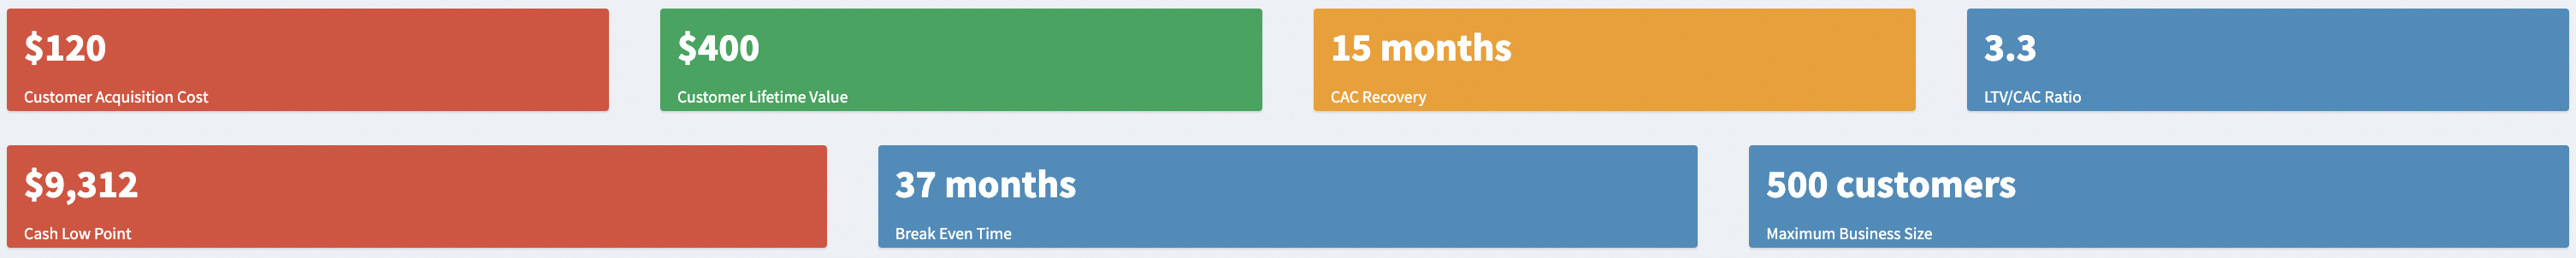 $120
Customer Acquisition Cost
$400
Customer Lifetime Value
15 months
CAC Recovery
3.3
LTV/CAC Ratio
$9,312
Cash Low Point
37 months
Break Even Time
500 customers
Maximum Business Size